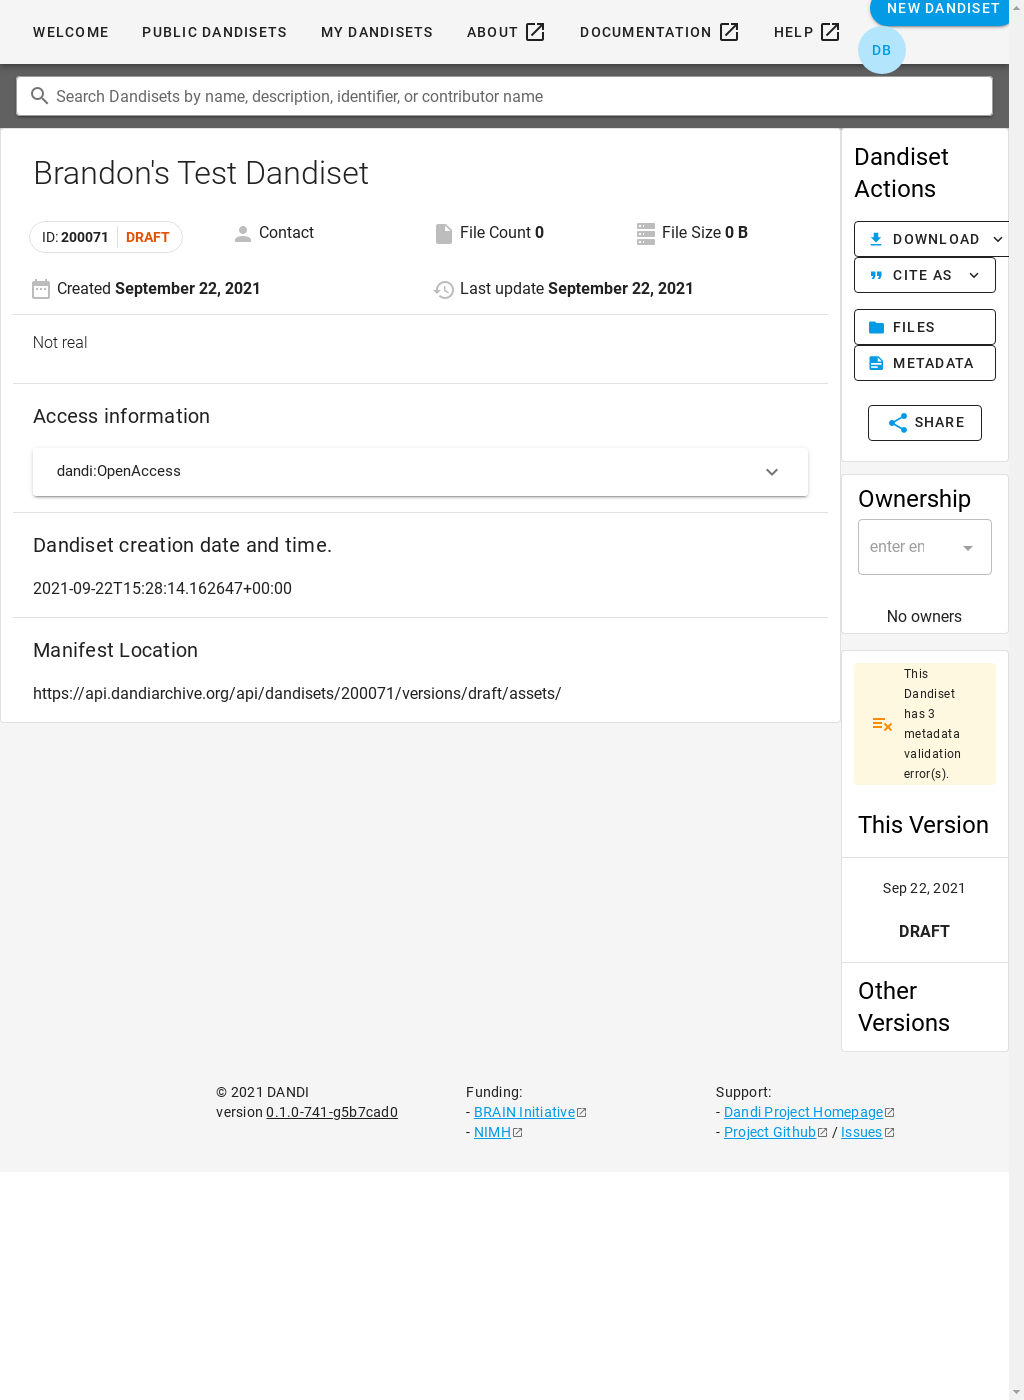 WELCOME PUBLIC DANDISETS MY DANDISETS ABOUT DOCUMENTATION HELP NEW DANDISET
DB
Search Dandisets by name, description, identifier, or contributor name
Brandon's Test Dandiset
ID: 200071 DRAFT Contact File Count 0 File Size 0 B
Created September 22, 2021 Last update September 22, 2021
Not real
Access information
dandi:OpenAccess
Dandiset creation date and time.
2021-09-22T15:28:14.162647+00:00
Manifest Location
https://api.dandiarchive.org/api/dandisets/200071/versions/draft/assets/
Dandiset
Actions
DOWNLOAD
CITE AS
FILES
METADATA
SHARE
Ownership
enter en
No owners
This
Dandiset
has 3
metadata
validation
error(s).
This Version
Sep 22, 2021
DRAFT
Other
Versions
© 2021 DANDI
version 0.1.0-741-g5b7cad0
Funding:
- BRAIN Initiative
- NIMH
Support:
- Dandi Project Homepage
- Project Github / Issues